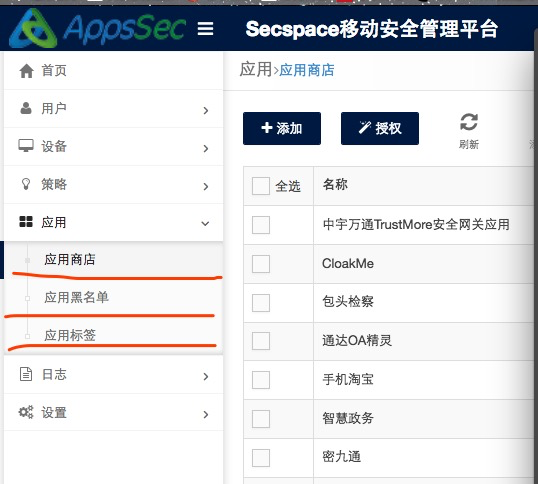 AppsSec
Secspace移动安全管理平台
首页
用户
设备
策略
应用
应用商店
应用黑名单
应用标签
日志
设置
应用>应用商店
添加
授权
刷新
全选
名称
中宇万通TrustMore安全网关应用
CloakMe
包头检察
通达OA精灵
手机淘宝
智慧政务
密九通